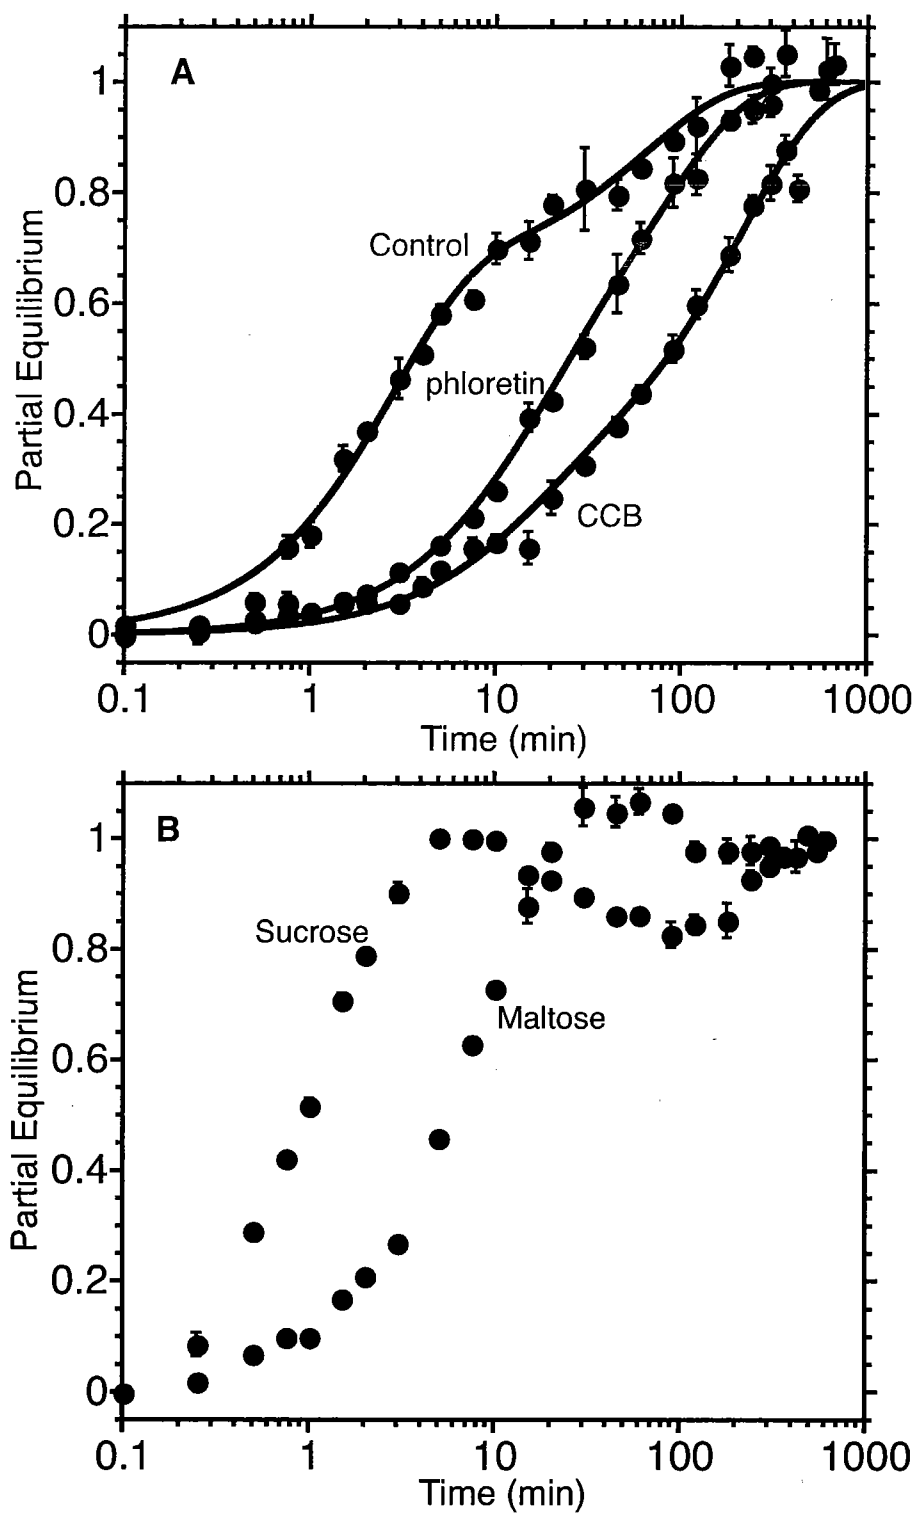 A
1
0.8
0.6
0.4
0.2
0
Partial Equilibrium
Control
phloretin
CCB
0.1 1 10 100 1000
Time (min)
B
1
0.8
0.6
0.4
0.2
0
Partial Equilibrium
Sucrose
Maltose
0.1 1 10 100 1000
Time (min)